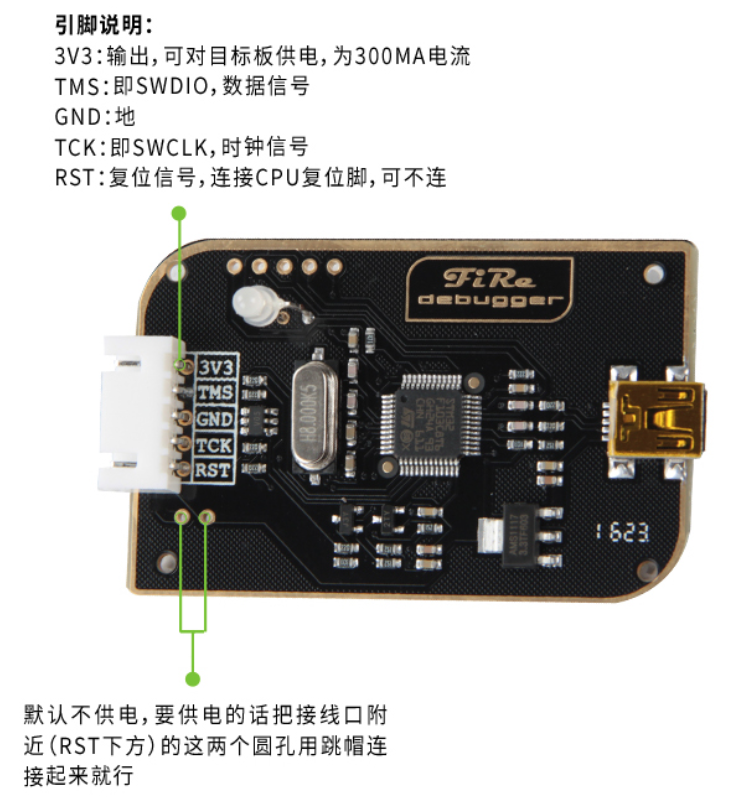 引脚说明：
3V3：输出，可对目标板供电，为300MA电流
TMS：即SWDIO，数据信号
GND：地
TCK：即SWCLK，时钟信号
RST：复位信号，连接CPU复位脚，可不连
FiRe
debugger
3V3
TMS
GND
TCK
RST
H8.000K5
AMS1117
1623
默认不供电，要供电的话把接线口附
近（RST下方）的这两个圆孔用跳帽连
接起来就行